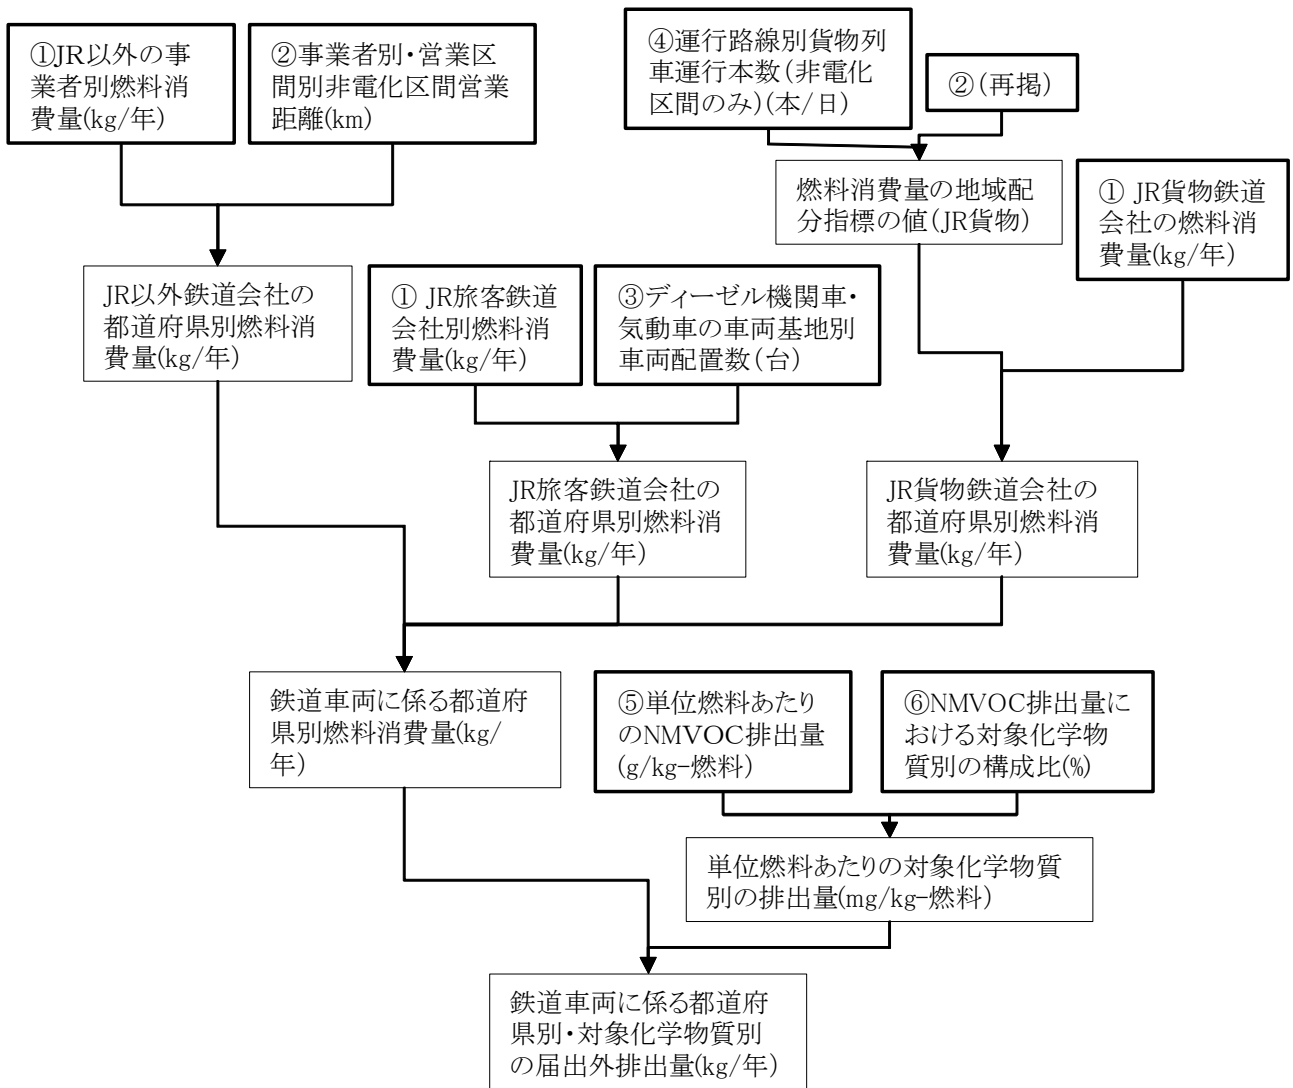 ①JR以外の事
業者別燃料消
費量(kg/年)
②事業者別・営業区
間別非電化区間営業
距離(km)
④運行路線別貨物列
車運行本数(非電化
区間のみ)(本/日)
②(再掲)
燃料消費量の地域配
分指標の値(JR貨物)
① JR貨物鉄道
会社の燃料消
費量(kg/年)
JR以外鉄道会社の
都道府県別燃料消
費量(kg/年)
① JR旅客鉄道
会社別燃料消
費量(kg/年)
③ディーゼル機関車・
気動車の車両基地別
車両配置数(台)
JR旅客鉄道会社の
都道府県別燃料消
費量(kg/年)
JR貨物鉄道会社の
都道府県別燃料消
費量(kg/年)
鉄道車両に係る都道府
県別燃料消費量(kg/
年)
⑤単位燃料あたり
のNMVOC排出量
(g/kg-燃料)
⑥NMVOC排出量に
おける対象化学物
質別の構成比(%)
単位燃料あたりの対象化学物質
別の排出量(mg/kg-燃料)
鉄道車両に係る都道府
県別・対象化学物質別
の届出外排出量(kg/年)